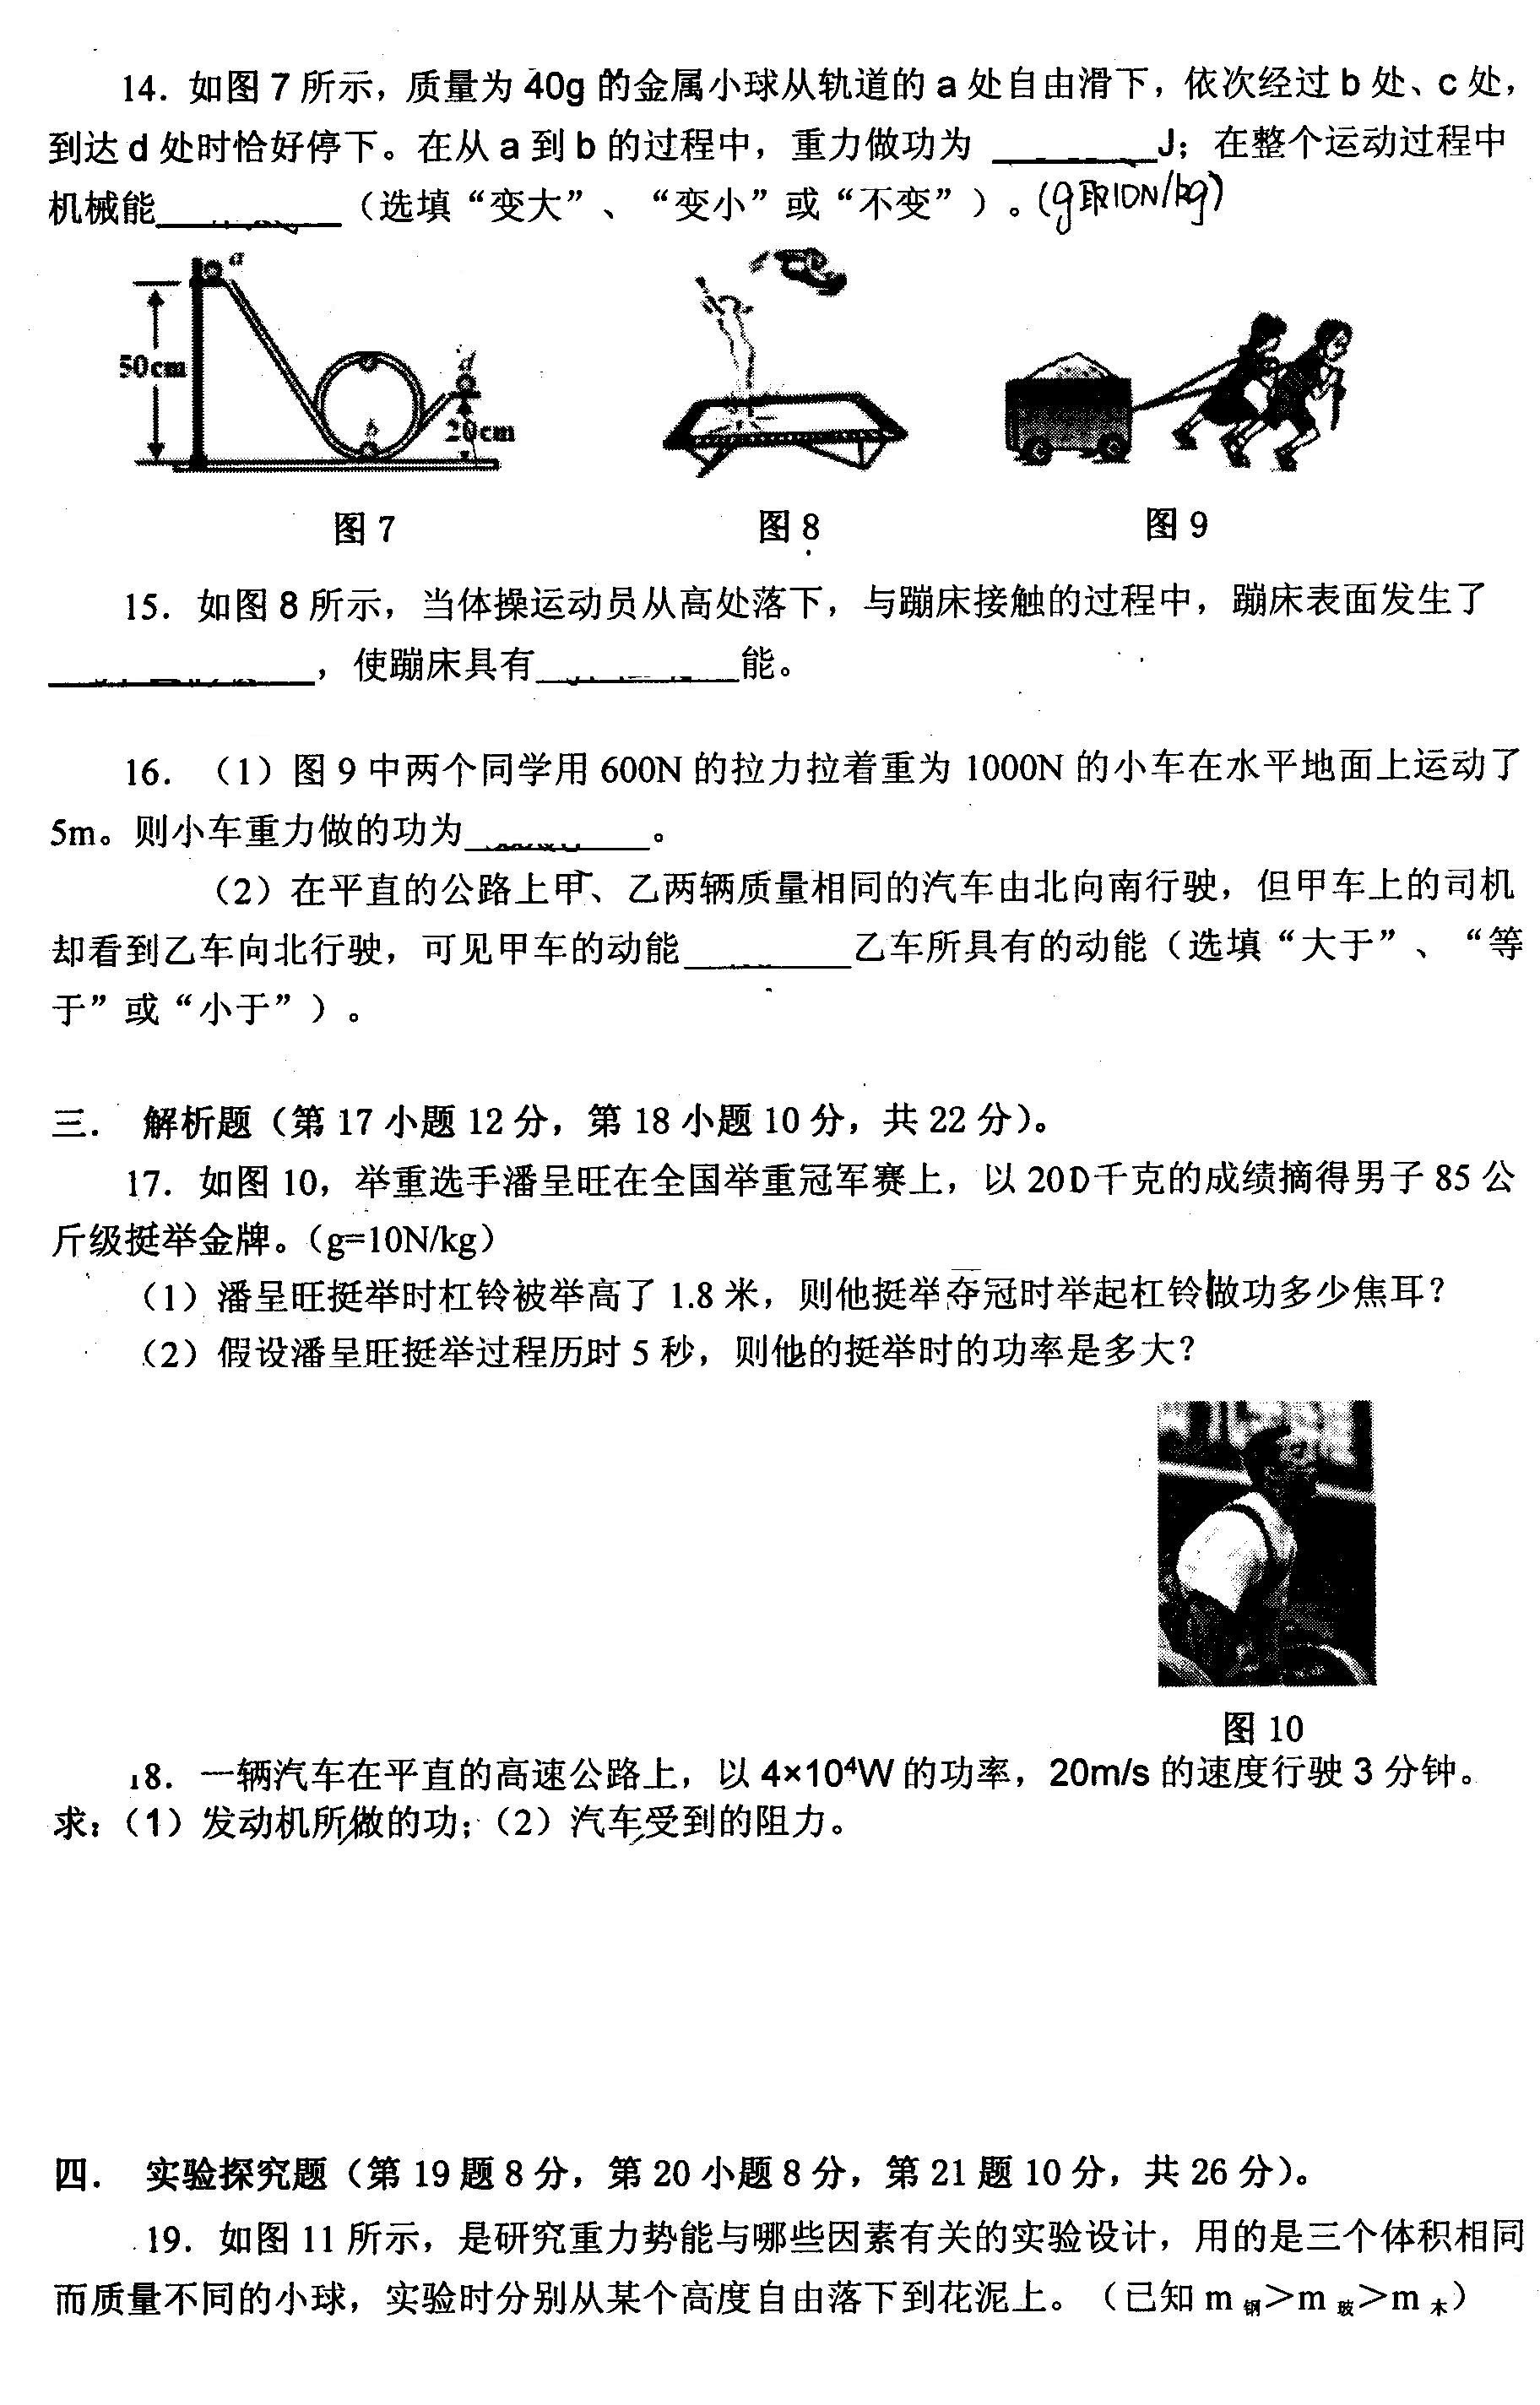 14. 如图 7 所示，质量为 40g 的金属小球从轨道的 a 处自由滑下，依次经过 b 处、c 处，
到达 d 处时恰好停下。在从 a 到 b 的过程中，重力做功为 ________J；在整个运动过程中
机械能________（选填“变大”、“变小”或“不变”）。(g取10N/kg)
a
50cm
b
d
20cm
图 7
图 8
图 9
15. 如图 8 所示，当体操运动员从高处落下，与蹦床接触的过程中，蹦床表面发生了
________，使蹦床具有________能。
16. （1）图 9 中两个同学用 600N 的拉力拉着重为 1000N 的小车在水平地面上运动了
5m。则小车重力做的功为________。
（2）在平直的公路上甲、乙两辆质量相同的汽车由北向南行驶，但甲车上的司机
却看到乙车向北行驶，可见甲车的动能________乙车所具有的动能（选填“大于”、“等
于”或“小于”）。
三. 解析题（第 17 小题 12 分，第 18 小题 10 分，共 22 分）。
17. 如图 10，举重选手潘呈旺在全国举重冠军赛上，以 200千克的成绩摘得男子 85 公
斤级挺举金牌。（g=10N/kg）
（1）潘呈旺挺举时杠铃被举高了 1.8 米，则他挺举夺冠时举起杠铃做功多少焦耳？
（2）假设潘呈旺挺举过程历时 5 秒，则他的挺举时的功率是多大？
图 10
18. 一辆汽车在平直的高速公路上，以 4×10⁴W 的功率，20m/s 的速度行驶 3 分钟。
求：（1）发动机所做的功；（2）汽车受到的阻力。
四. 实验探究题（第 19 题 8 分，第 20 小题 8 分，第 21 题 10 分，共 26 分）。
19. 如图 11 所示，是研究重力势能与哪些因素有关的实验设计，用的是三个体积相同
而质量不同的小球，实验时分别从某个高度自由落下到花泥上。（已知 m钢＞m玻＞m木）